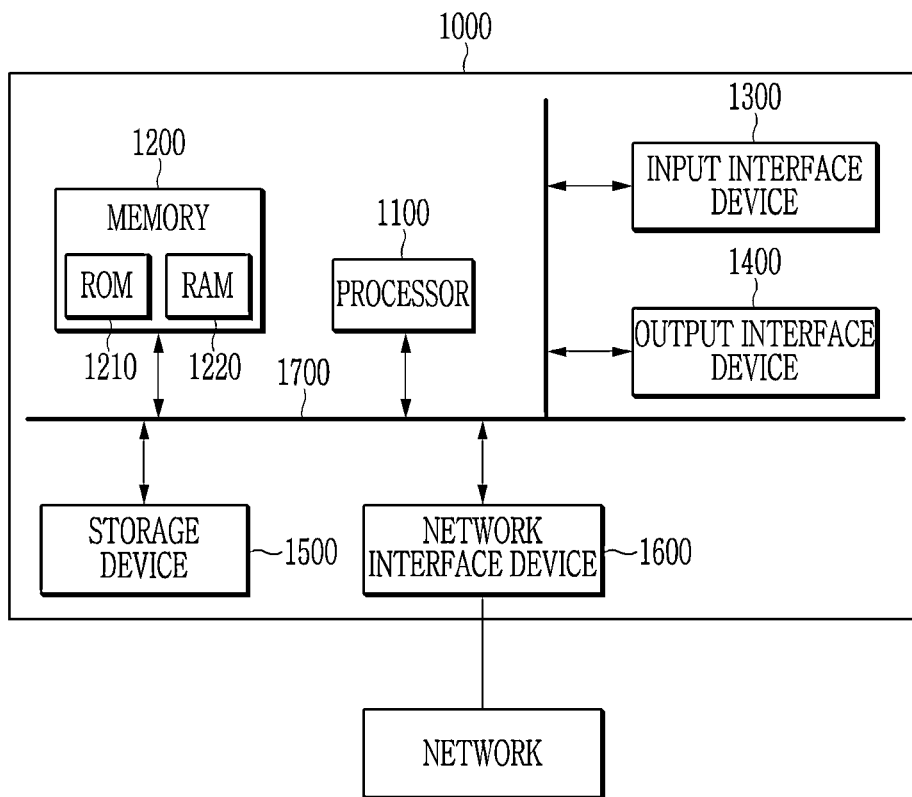 1000
1200
MEMORY
ROM
RAM
1210
1220
1100
PROCESSOR
1300
INPUT INTERFACE
DEVICE
1400
OUTPUT INTERFACE
DEVICE
1700
STORAGE
DEVICE
1500
NETWORK
INTERFACE DEVICE
1600
NETWORK